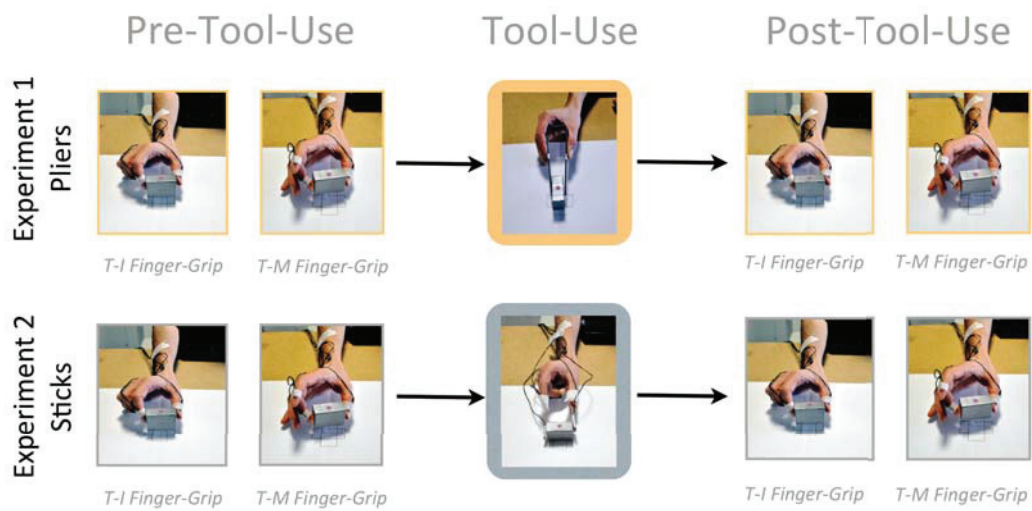 Pre-Tool-Use
Tool-Use
Post-Tool-Use
Experiment 1
Pliers
T-I Finger-Grip
T-M Finger-Grip
T-I Finger-Grip
T-M Finger-Grip
Experiment 2
Sticks
T-I Finger-Grip
T-M Finger-Grip
T-I Finger-Grip
T-M Finger-Grip